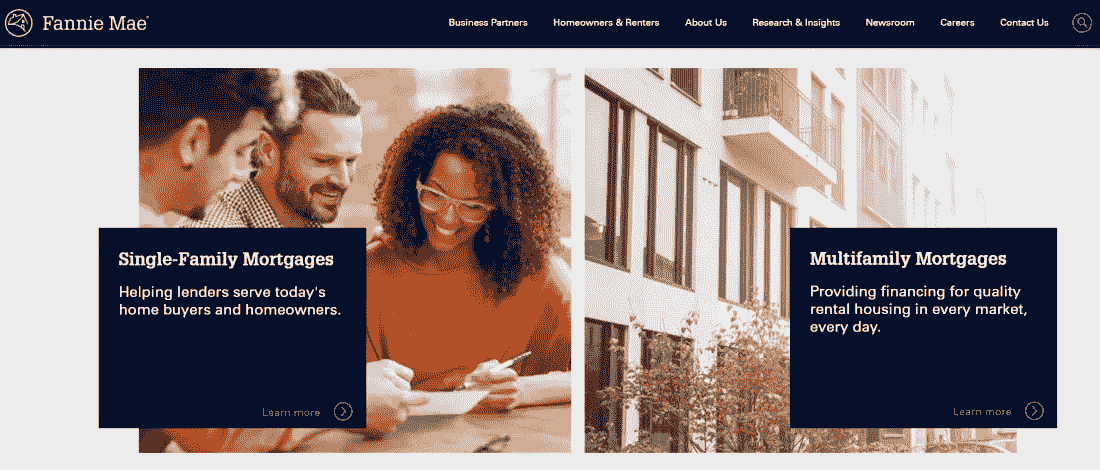 Fannie Mae®
Business Partners
Homeowners & Renters
About Us
Research & Insights
Newsroom
Careers
Contact Us
Single-Family Mortgages
Helping lenders serve today's
home buyers and homeowners.
Learn more
Multifamily Mortgages
Providing financing for quality
rental housing in every market,
every day.
Learn more